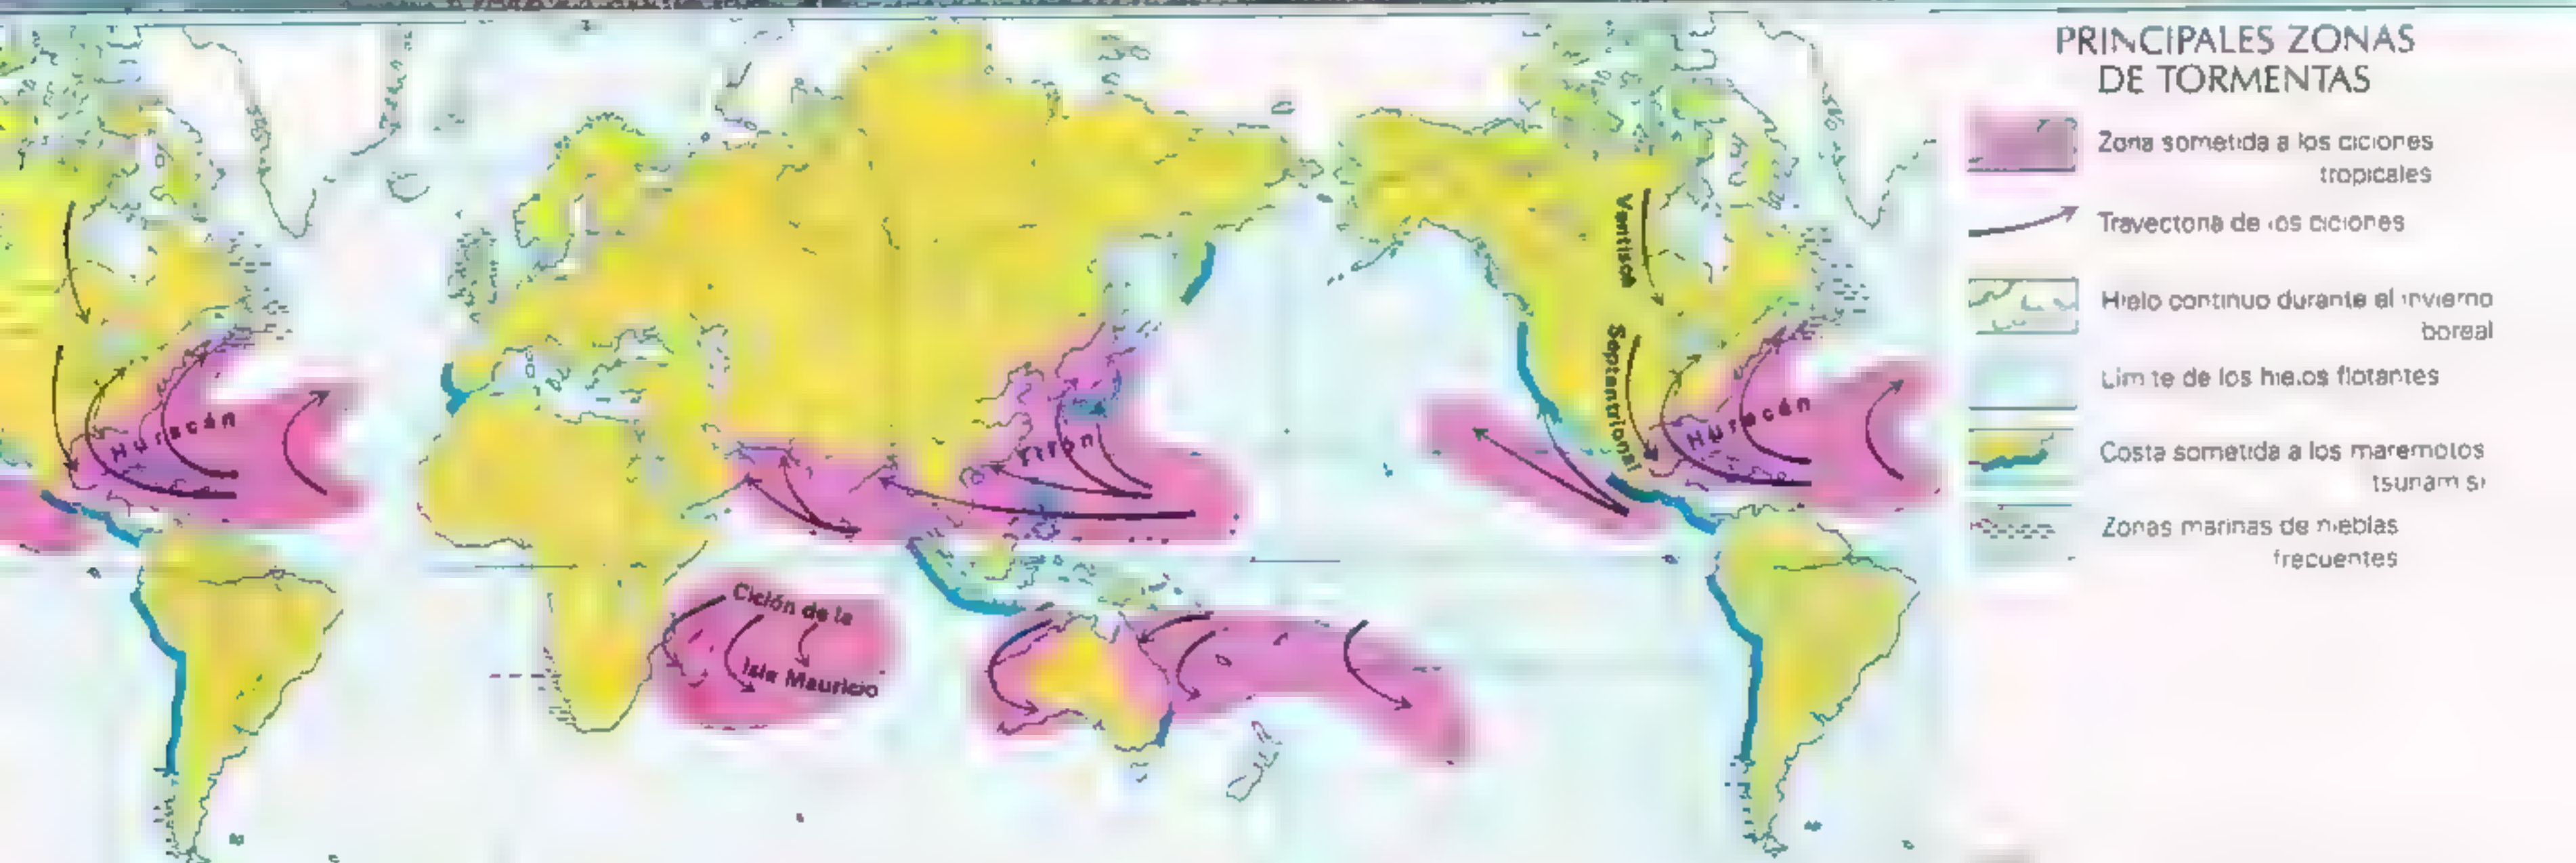 PRINCIPALES ZONAS
DE TORMENTAS
Zona sometida a los ciclones
tropicales
Trayectoria de los ciclones
Hielo continuo durante el invierno
boreal
Límite de los hielos flotantes
Costa sometida a los maremotos
tsunam si
Zonas marinas de nieblas
frecuentes
Huracán
Tifón
Ventisca
Septentrional
Huracán
Ciclón de la
Isla Mauricio